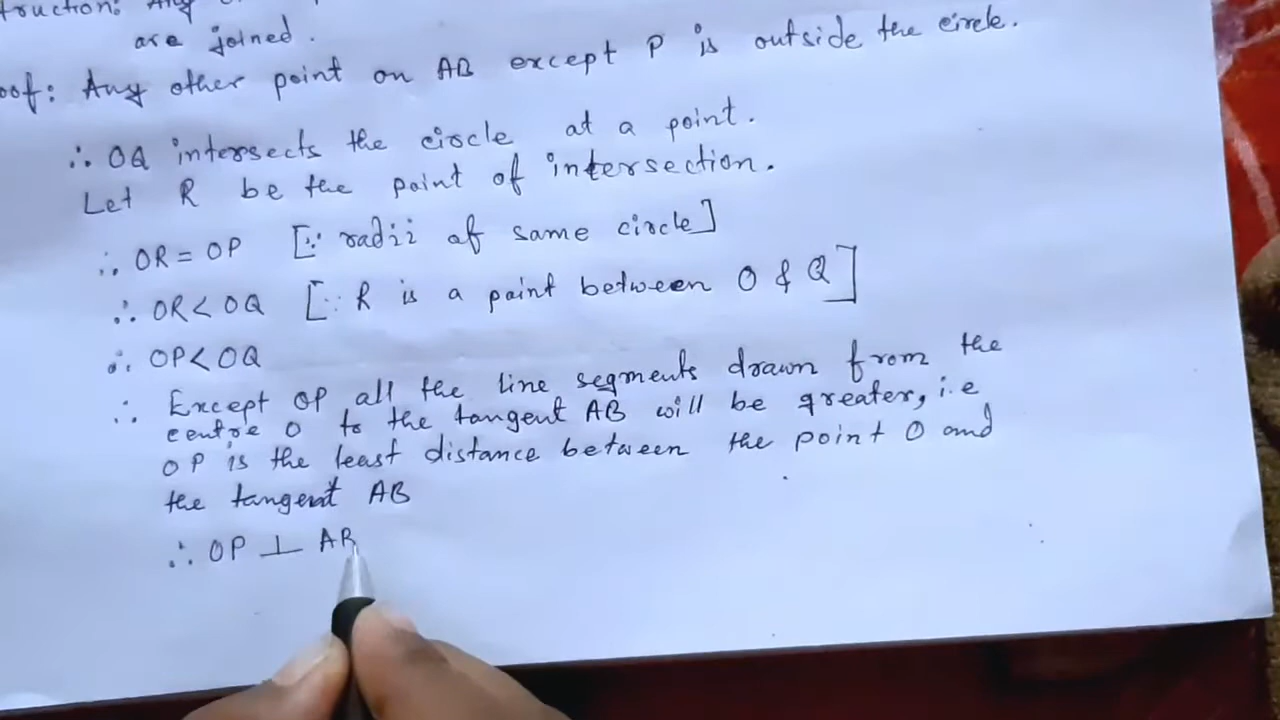 truction: Any
are joined.
oof: Any other point on AB except P is outside the circle.
∴ OQ intersects the circle at a point.
Let R be the point of intersection.
∴ OR = OP [∵ radii of same circle]
∴ OR < OQ [∵ R is a point between O & Q]
∴ OP < OQ
∴ Except OP all the line segments drawn from the
centre O to the tangent AB will be greater, i.e
OP is the least distance between the point O and
the tangent AB
∴ OP ⊥ AB